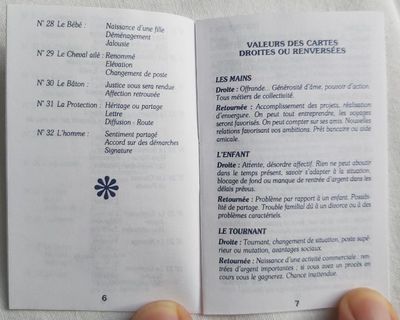 N° 28 Le Bébé : Naissance d'une fille
Déménagement
Jalousie
N° 29 Le Cheval ailé : Renommé
Elévation
Changement de poste
N° 30 Le Bâton : Justice vous sera rendue
Affection retrouvée
N° 31 La Protection : Héritage ou partage
Lettre
Diffusion - Route
N° 32 L'homme : Sentiment partagé
Accord sur des démarches
Signature
6
VALEURS DES CARTES
DROITES OU RENVERSÉES
LES MAINS
Droite : Offrande... Générosité d'âme, pouvoir d'action.
Tous métiers de collectivité.
Retournée : Accomplissement des projets, réalisation
d'envergure. On peut tout entreprendre, les voyages
seront favorisés. On peut compter sur ses amis. Nouvelles
relations favorisant vos ambitions. Prêt bancaire ou aide
amicale.
L'ENFANT
Droite : Attente, désordre affectif. Rien ne peut aboutir
dans le temps présent, savoir s'adapter à la situation,
blocage de fond ou manque de rentrée d'argent dans les
délais prévus.
Retournée : Problème par rapport à un enfant. Possibi-
lité de partage. Trouble familial dû à un divorce ou à des
problèmes caractériels.
LE TOURNANT
Droite : Tournant, changement de situation, poste supé-
rieur ou mutation, avantages sociaux.
Retournée : Naissance d'une activité commerciale : ren-
trées d'argent importantes ; si vous avez un procès en
cours vous le gagnerez. Chance inattendue.
7